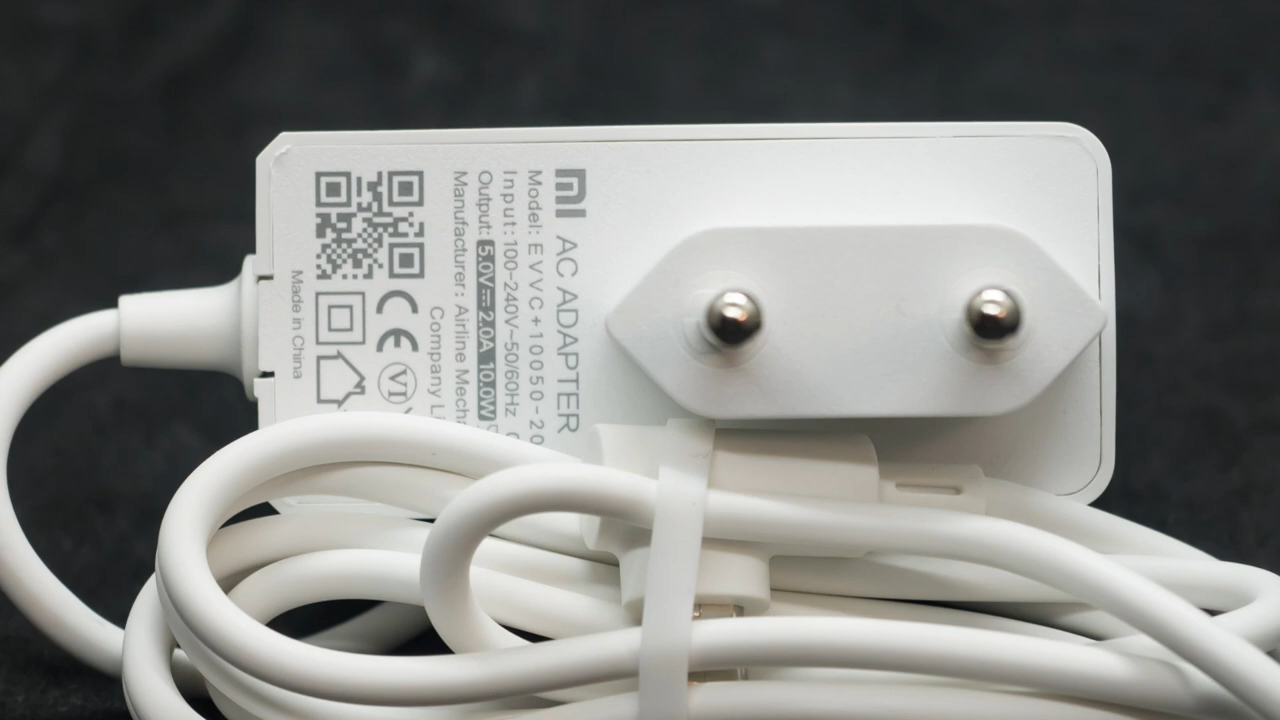 MI AC ADAPTER
Model: EVVC+10050-20
Input:100-240V~50/60Hz
Output: 5.0V⎓2.0A 10.0W
Manufacturer: Airline Mech
Company
CE VI
Made in China